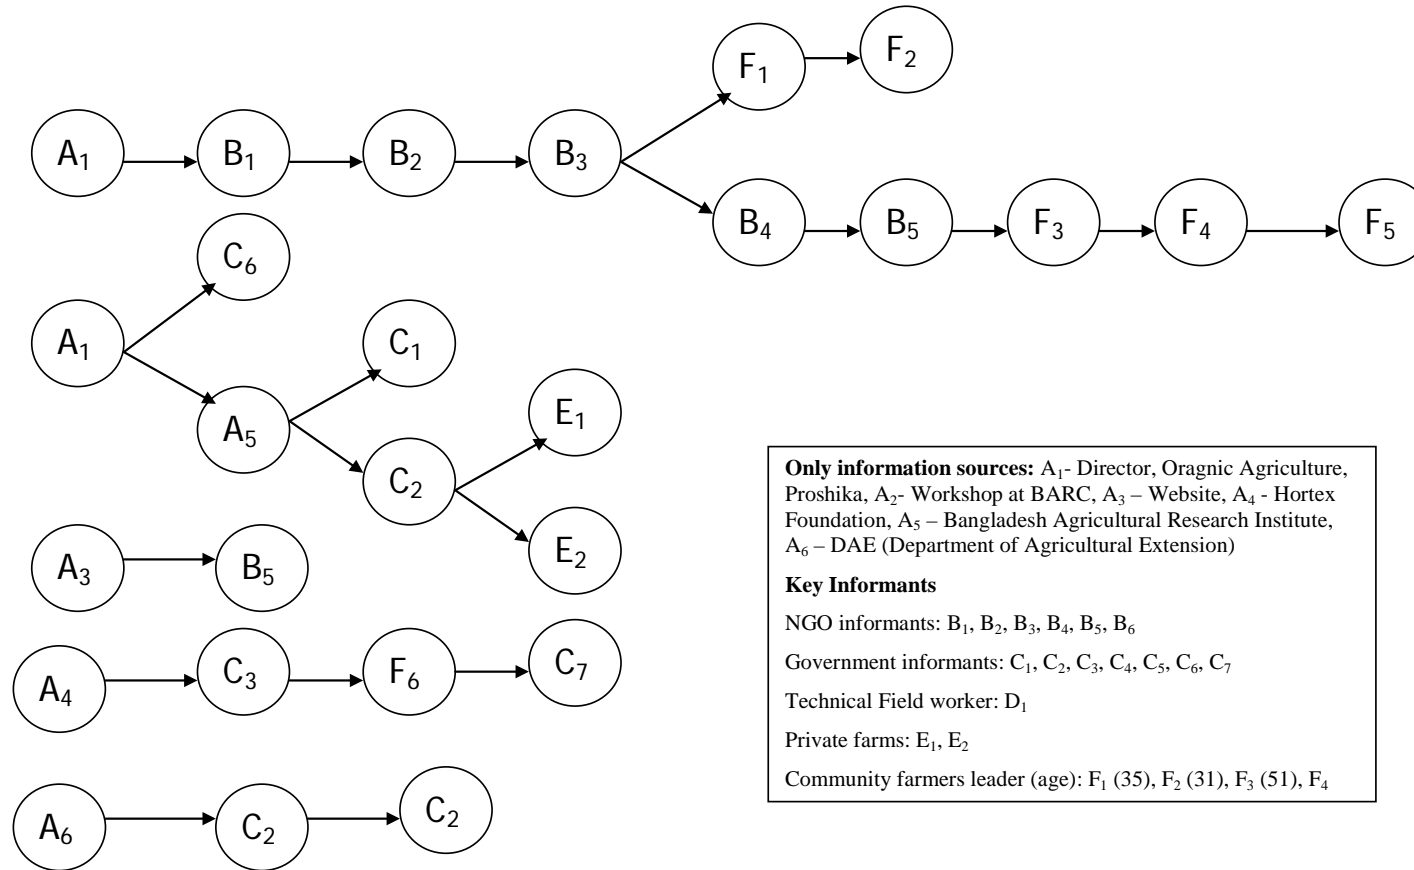 F₁
F₂
A₁
B₁
B₂
B₃
B₄
B₅
F₃
F₄
F₅
C₆
A₁
C₁
A₅
E₁
C₂
E₂
A₃
B₅
A₄
C₃
F₆
C₇
A₆
C₂
C₂
Only information sources: A₁- Director, Oragnic Agriculture,
Proshika, A₂- Workshop at BARC, A₃ – Website, A₄ - Hortex
Foundation, A₅ – Bangladesh Agricultural Research Institute,
A₆ – DAE (Department of Agricultural Extension)
Key Informants
NGO informants: B₁, B₂, B₃, B₄, B₅, B₆
Government informants: C₁, C₂, C₃, C₄, C₅, C₆, C₇
Technical Field worker: D₁
Private farms: E₁, E₂
Community farmers leader (age): F₁ (35), F₂ (31), F₃ (51), F₄